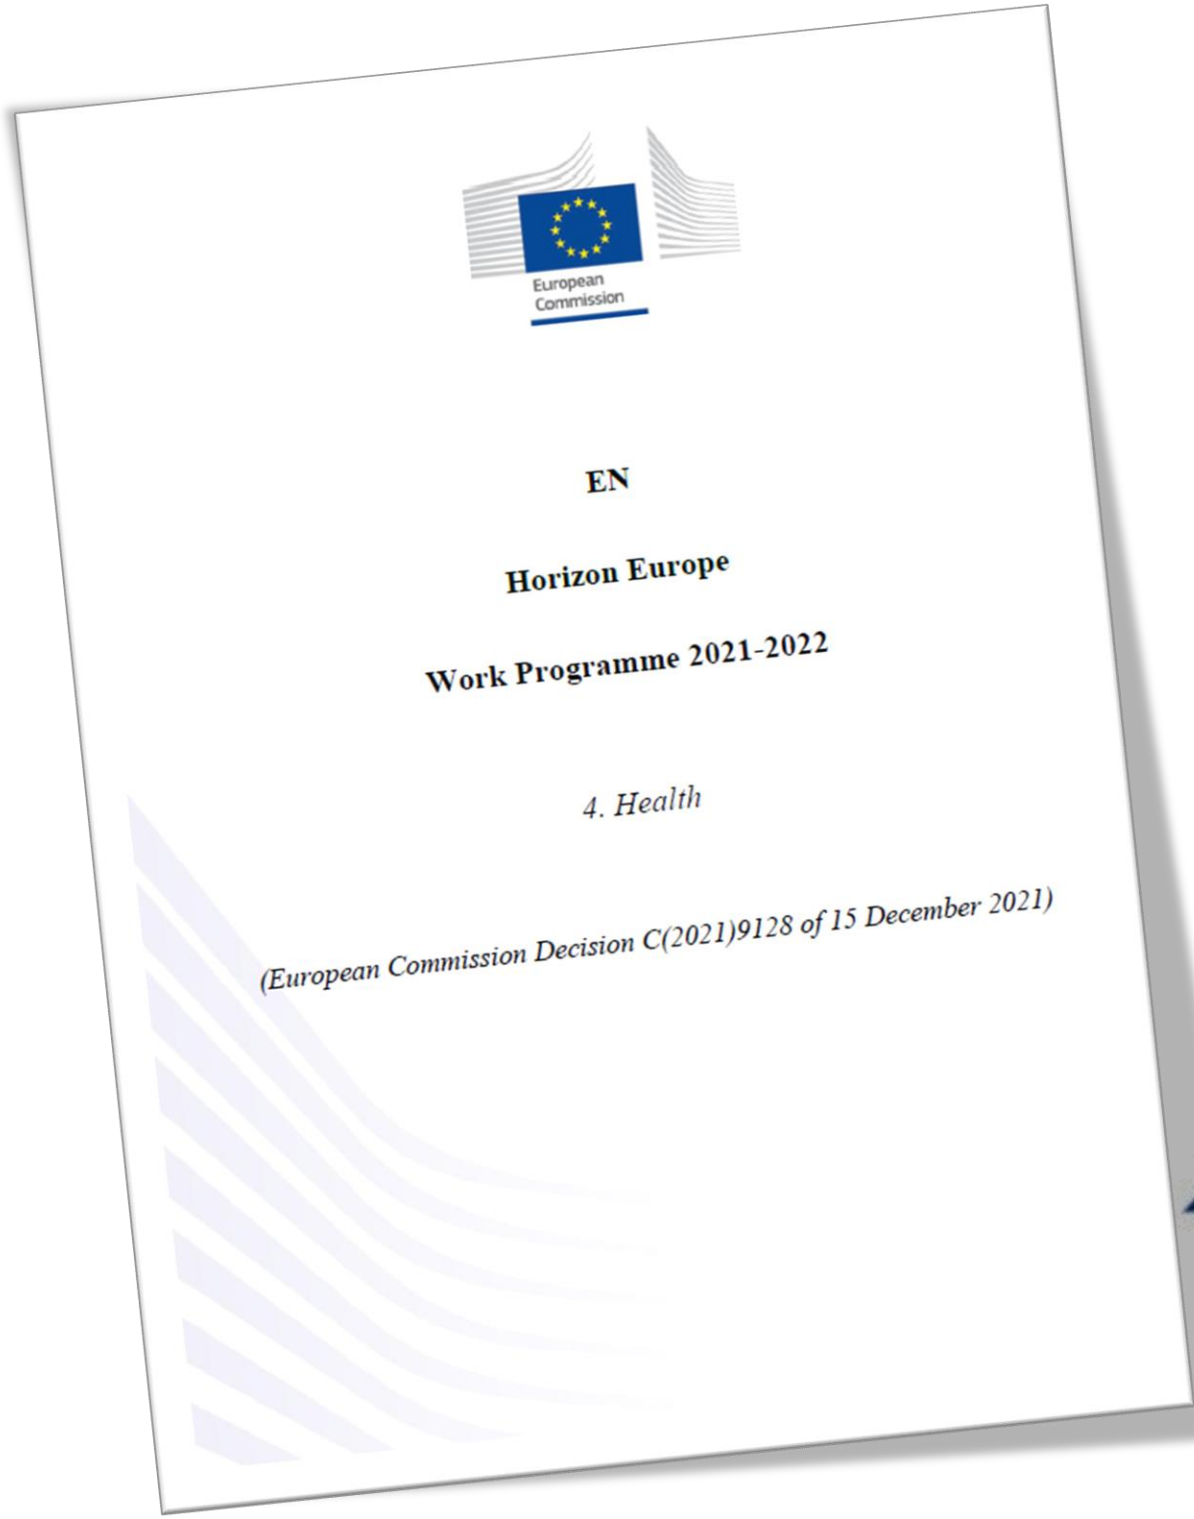 European
Commission
EN
Horizon Europe
Work Programme 2021-2022
4. Health
(European Commission Decision C(2021)9128 of 15 December 2021)